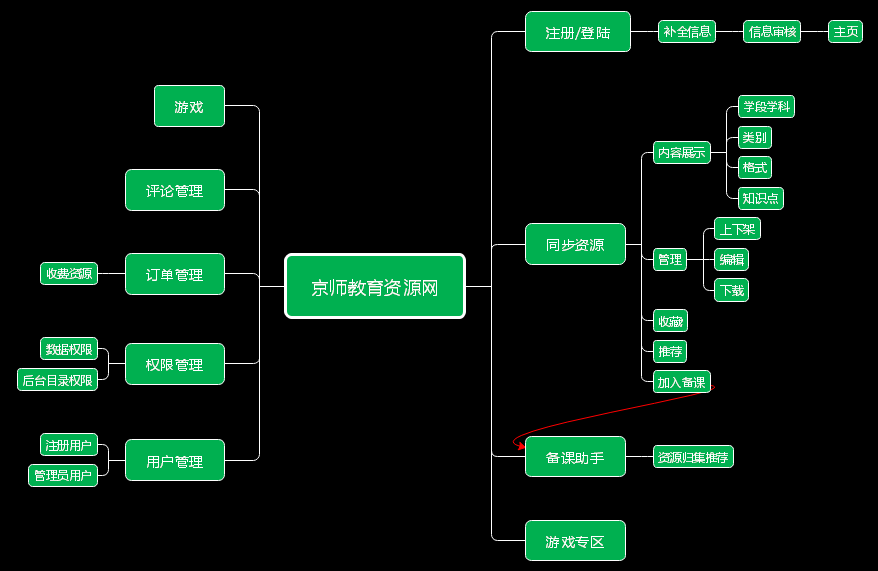 京师教育资源网
注册/登陆
补全信息
信息审核
主页
同步资源
内容展示
学段学科
类别
格式
知识点
管理
上下架
编辑
下载
收藏
推荐
加入备课
备课助手
资源归集推荐
游戏专区
游戏
评论管理
订单管理
收费资源
权限管理
数据权限
后台目录权限
用户管理
注册用户
管理员用户